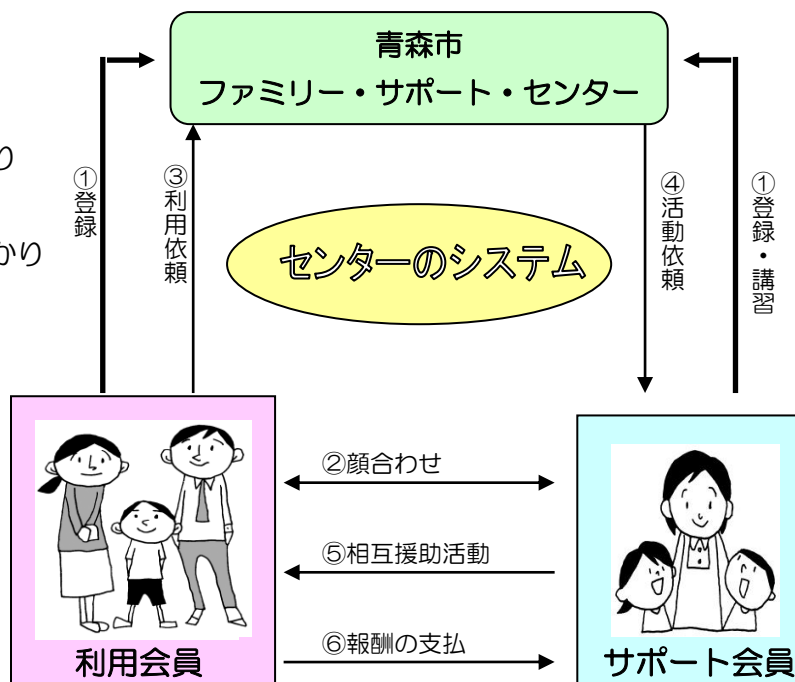 青森市
ファミリー・サポート・センター
り
かり
①登録
③利用依頼
センターのシステム
④活動依頼
①登録・講習
②顔合わせ
⑤相互援助活動
⑥報酬の支払
利用会員
サポート会員